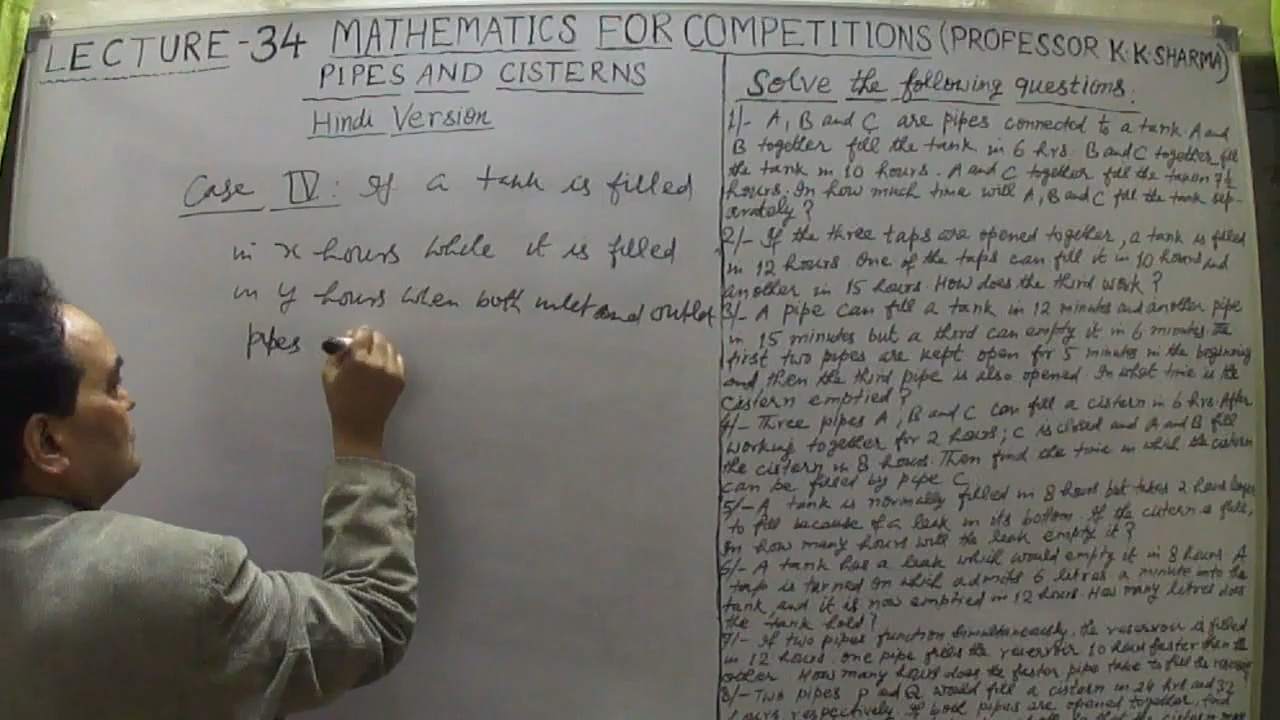 LECTURE-34 MATHEMATICS FOR COMPETITIONS (PROFESSOR K.K.SHARMA)
PIPES AND CISTERNS
Hindi Version
Case IV: If a tank is filled
in x hours while it is filled
in y hours when both inlet and outlet
pipes
Solve the following questions:
1/- A, B and C are pipes connected to a tank. A and
B together fill the tank in 6 hrs. B and C together fill
the tank in 10 hours. A and C together fill the tank in 7½
hours. In how much time will A, B and C fill the tank sep-
arately?
2/- If the three taps are opened together, a tank is filled
in 12 hours. One of the taps can fill it in 10 hours and
another in 15 hours. How does the third work?
3/- A pipe can fill a tank in 12 minutes and another pipe
in 15 minutes but a third can empty it in 6 minutes. The
first two pipes are kept open for 5 minutes in the beginning
and then the third pipe is also opened. In what time is the
cistern emptied?
4/- Three pipes A, B and C can fill a cistern in 6 hrs. After
working together for 2 hours; C is closed and A and B fill
the cistern in 8 hours. Then find the time in which the cistern
can be filled by pipe C.
5/- A tank is normally filled in 8 hours but takes 2 hours longer
to fill because of a leak in its bottom. If the cistern is full,
In how many hours will the leak empty it?
6/- A tank has a leak which would empty it in 8 hours. A
tap is turned on which admits 6 litres a minute into the
tank and it is now emptied in 12 hours. How many litres does
the tank hold?
7/- If two pipes function simultaneously, the reservoir is filled
in 12 hours. One pipe fills the reservoir 10 hours faster than the
other. How many hours does the faster pipe take to fill the reservoir?
8/- Two pipes P and Q would fill a cistern in 24 hrs and 32
hours respectively. If both pipes are opened together, find